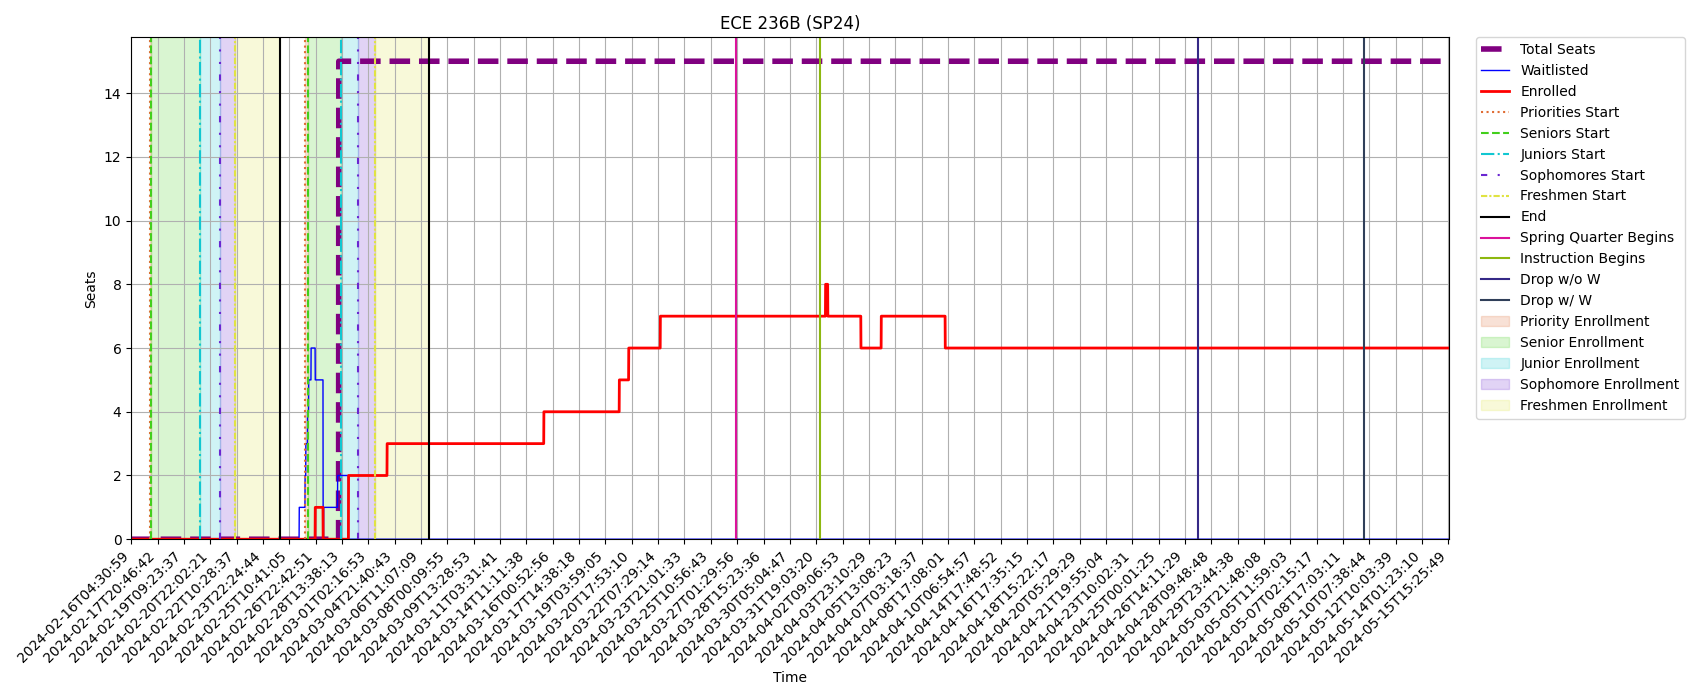 ECE 236B (SP24)
Seats
14
12
10
8
6
4
2
0
2024-02-16T04:30:59
2024-02-17T20:46:42
2024-02-19T09:23:37
2024-02-20T22:02:21
2024-02-22T10:28:37
2024-02-23T22:24:44
2024-02-25T10:41:05
2024-02-26T22:42:51
2024-02-28T13:38:13
2024-03-01T02:16:53
2024-03-04T21:40:43
2024-03-06T11:07:09
2024-03-08T00:09:55
2024-03-09T13:28:53
2024-03-11T03:31:41
2024-03-14T11:11:38
2024-03-16T00:52:56
2024-03-17T14:38:18
2024-03-19T03:59:05
2024-03-20T17:53:10
2024-03-22T07:29:14
2024-03-23T21:01:33
2024-03-25T10:56:43
2024-03-27T01:29:56
2024-03-28T15:23:36
2024-03-30T05:04:47
2024-03-31T19:03:20
2024-04-02T09:06:53
2024-04-03T23:10:29
2024-04-05T13:08:23
2024-04-07T03:18:37
2024-04-08T17:08:01
2024-04-10T06:54:57
2024-04-14T17:48:52
2024-04-16T17:35:15
2024-04-18T15:22:17
2024-04-20T05:29:29
2024-04-21T19:55:04
2024-04-23T10:02:31
2024-04-25T00:01:25
2024-04-26T14:11:29
2024-04-28T09:48:48
2024-04-29T23:44:38
2024-05-03T21:48:08
2024-05-05T11:59:03
2024-05-07T02:15:17
2024-05-08T17:03:11
2024-05-10T07:38:44
2024-05-12T10:03:39
2024-05-14T01:23:10
2024-05-15T15:25:49
Time
Total Seats
Waitlisted
Enrolled
Priorities Start
Seniors Start
Juniors Start
Sophomores Start
Freshmen Start
End
Spring Quarter Begins
Instruction Begins
Drop w/o W
Drop w/ W
Priority Enrollment
Senior Enrollment
Junior Enrollment
Sophomore Enrollment
Freshmen Enrollment